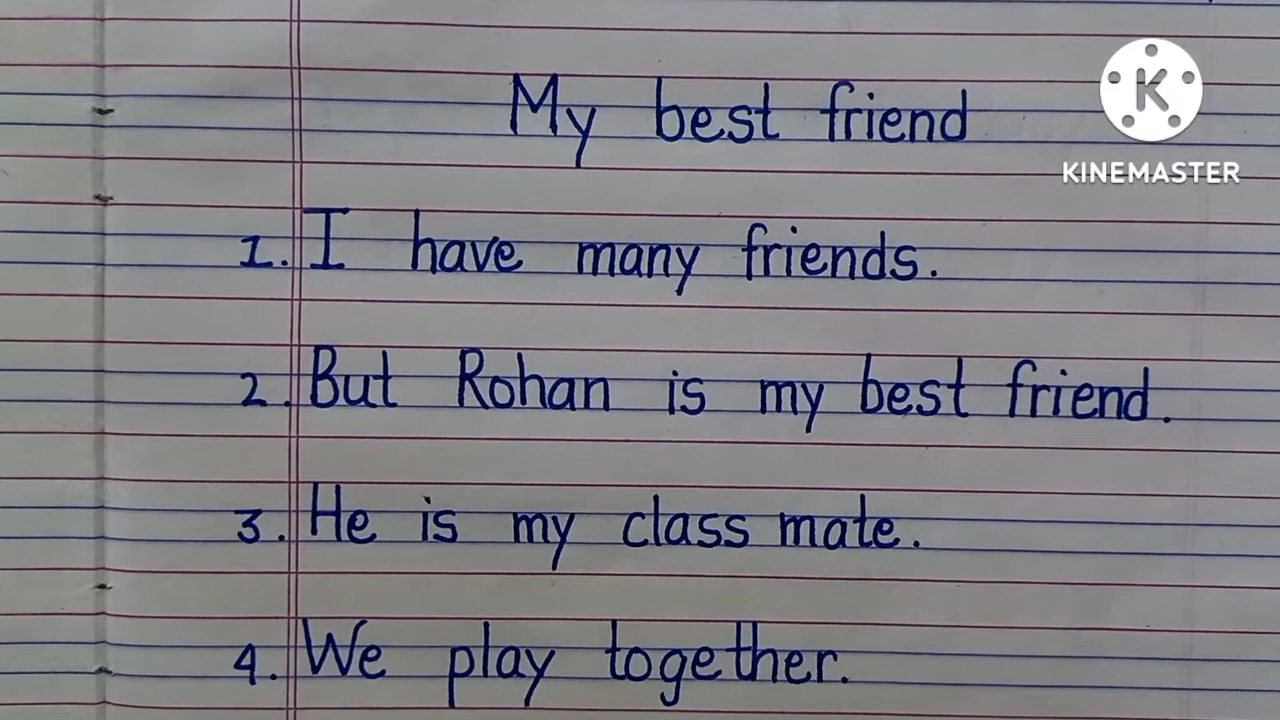 My best friend
KINEMASTER
1. I have many friends.
2. But Rohan is my best friend.
3. He is my class mate.
4. We play together.